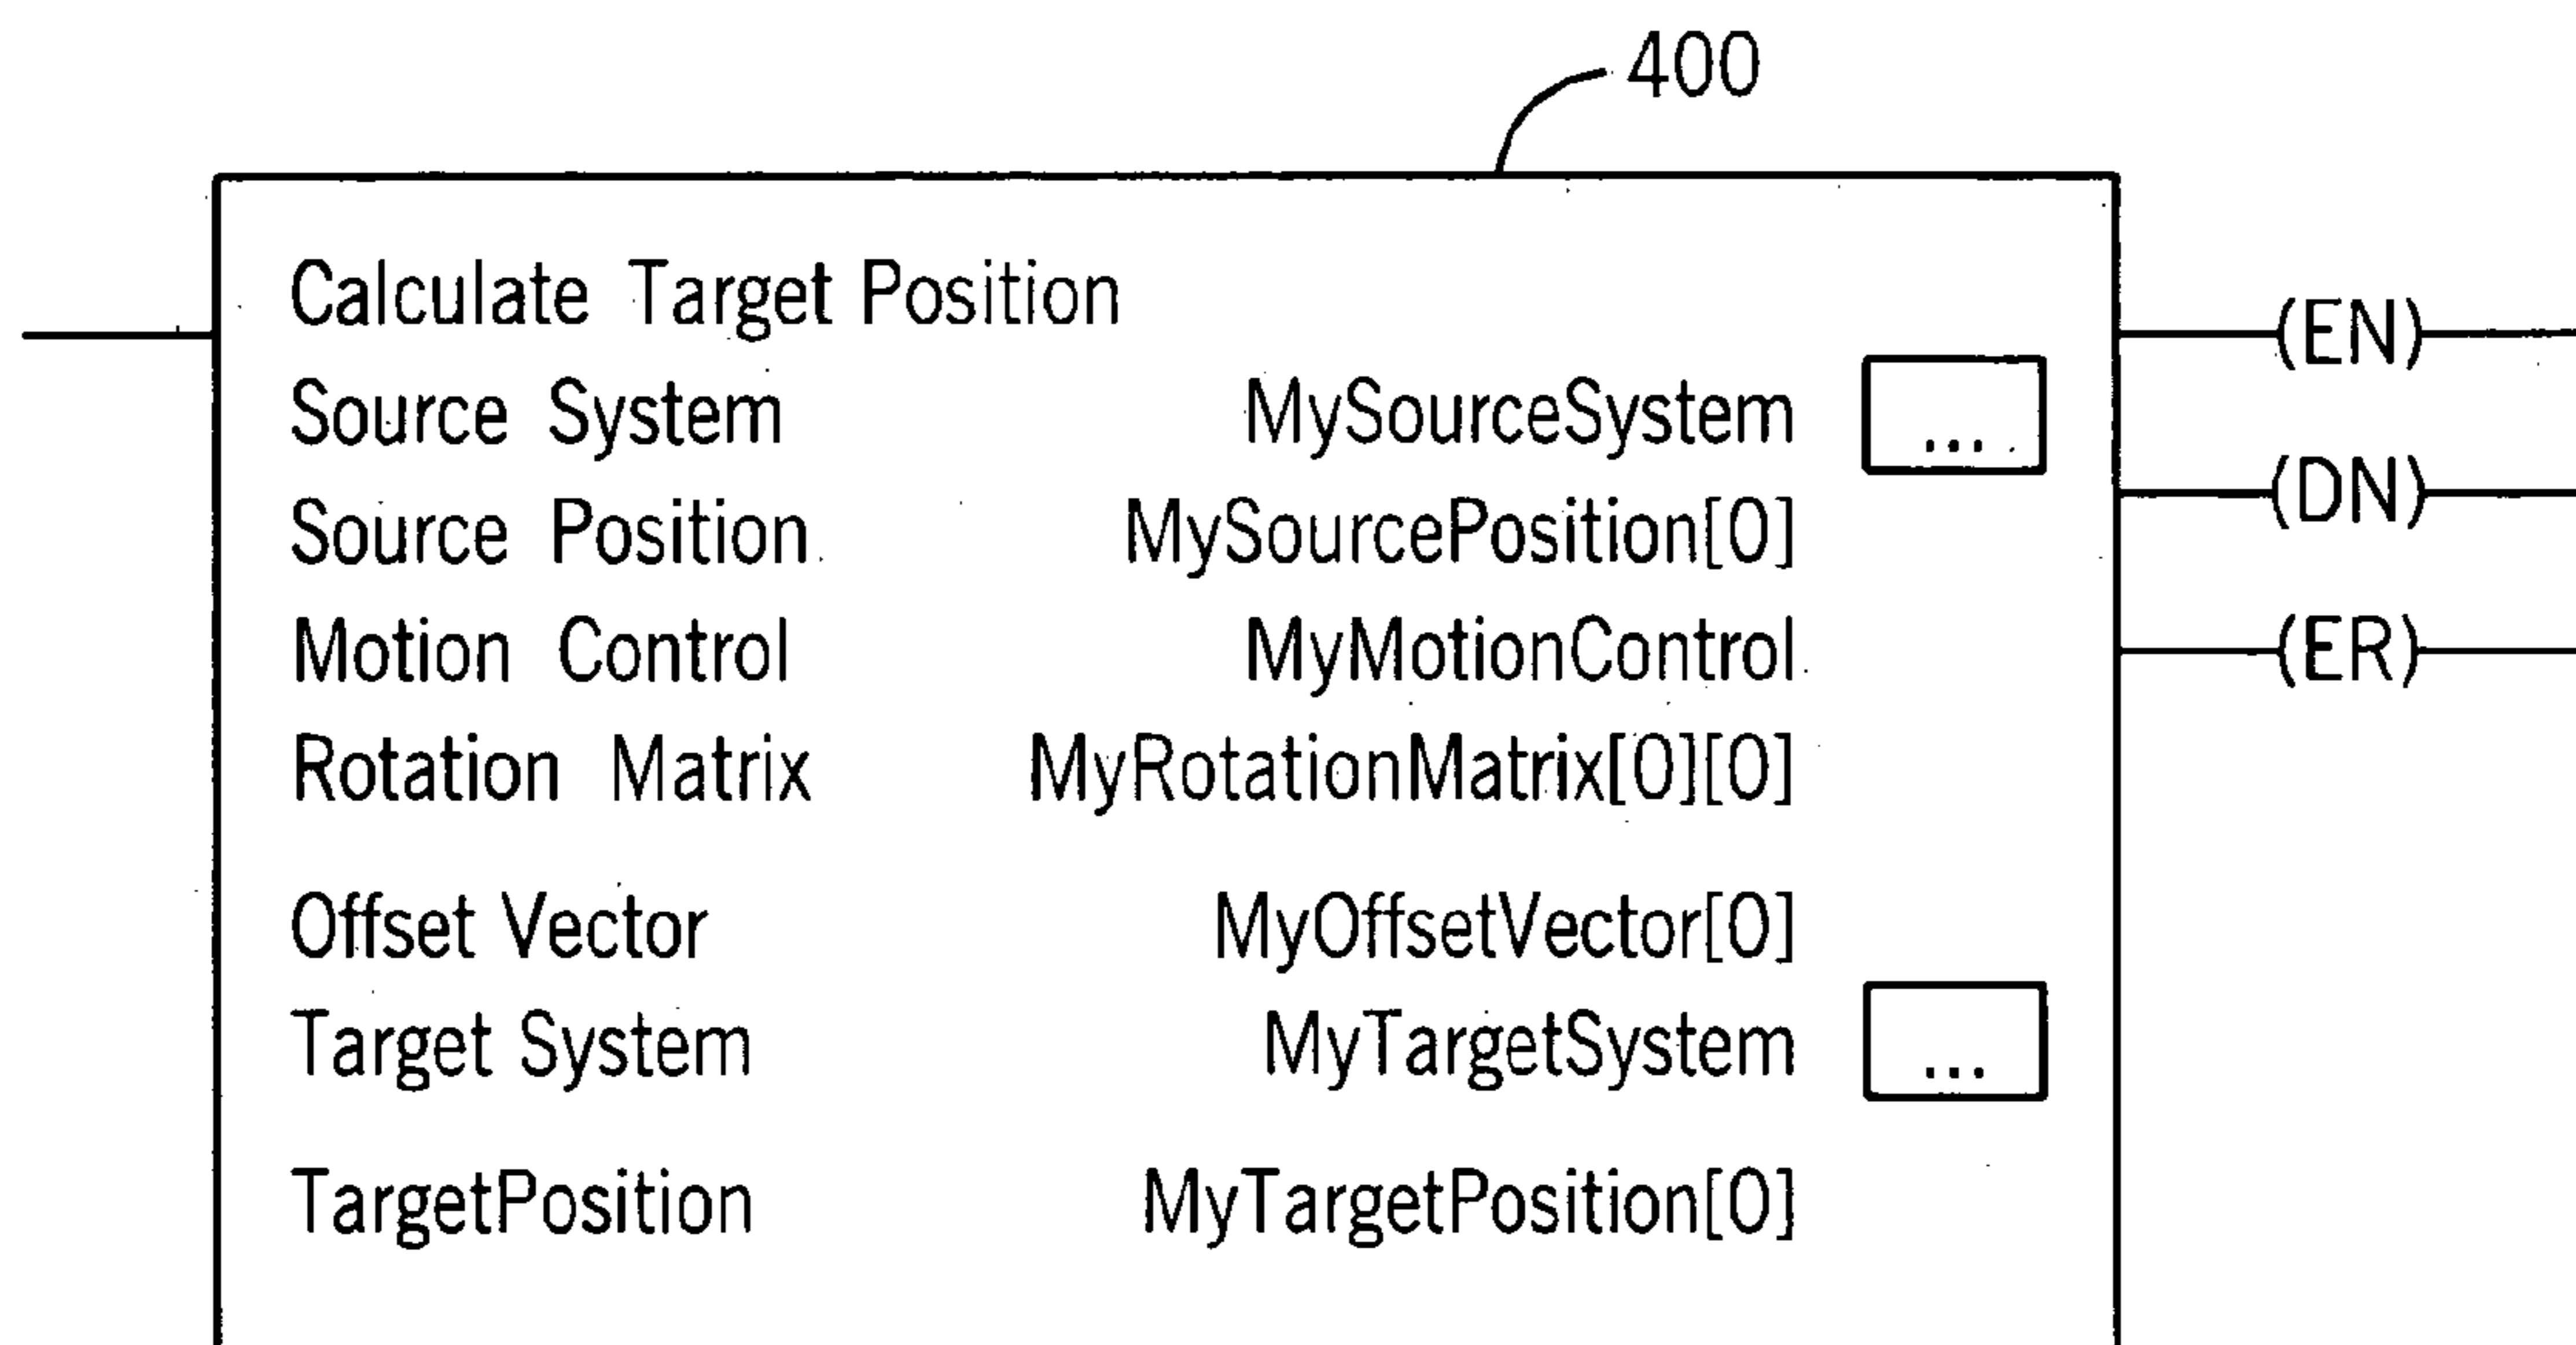 400
Calculate Target Position
(EN)
Source System MySourceSystem ...
Source Position MySourcePosition[0]
(DN)
Motion Control MyMotionControl
(ER)
Rotation Matrix MyRotationMatrix[0][0]
Offset Vector MyOffsetVector[0]
Target System MyTargetSystem ...
TargetPosition MyTargetPosition[0]